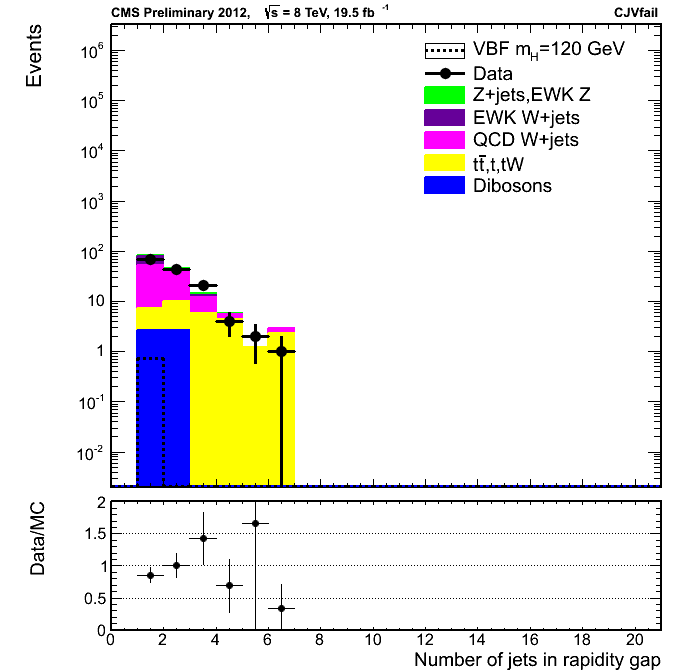 CMS Preliminary 2012, √s = 8 TeV, 19.5 fb⁻¹ CJVfail
Events
10⁶
10⁵
10⁴
10³
10²
10
1
10⁻¹
10⁻²
VBF m_H=120 GeV
Data
Z+jets,EWK Z
EWK W+jets
QCD W+jets
tt̄,t,tW
Dibosons
Data/MC
2
1.5
1
0.5
0
0 2 4 6 8 10 12 14 16 18 20
Number of jets in rapidity gap